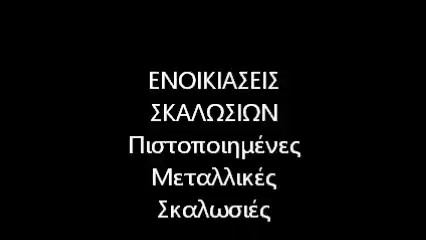 ΕΝΟΙΚΙΑΣΕΙΣ
ΣΚΑΛΩΣΙΩΝ
Πιστοποιημένες
Μεταλλικές
Σκαλωσιές